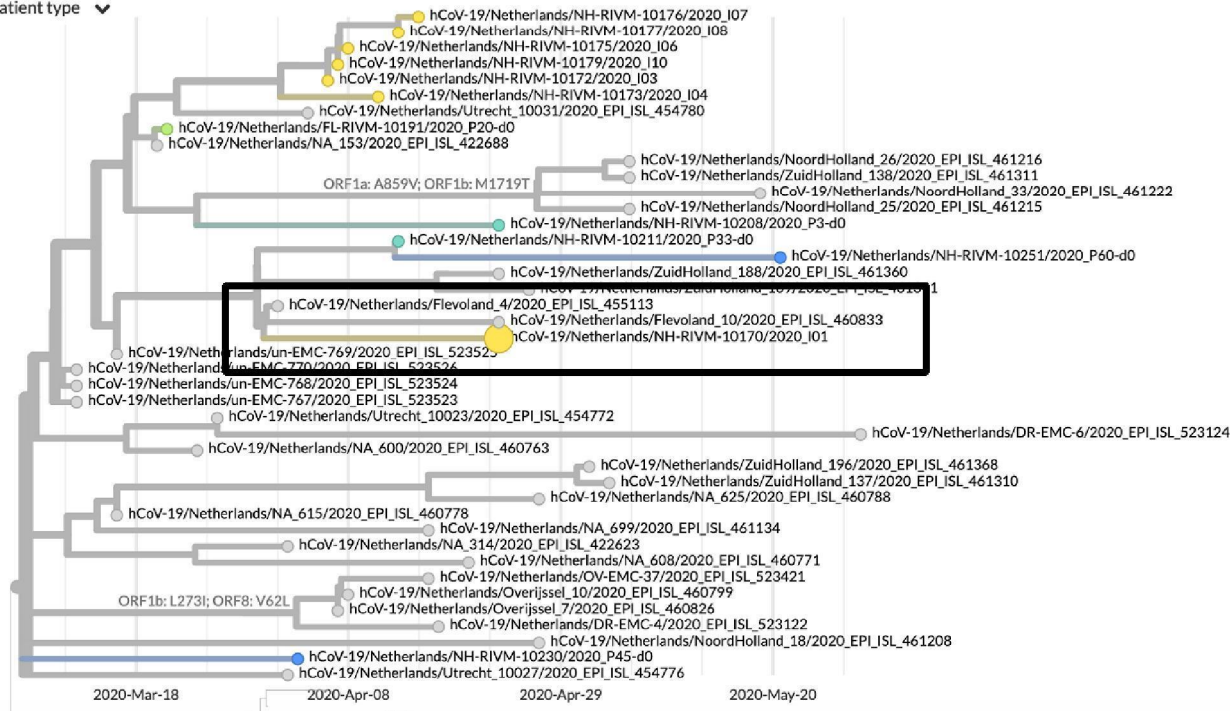 atient type
hCoV-19/Netherlands/NH-RIVM-10176/2020_I07
hCoV-19/Netherlands/NH-RIVM-10177/2020_I08
hCoV-19/Netherlands/NH-RIVM-10175/2020_I06
hCoV-19/Netherlands/NH-RIVM-10179/2020_I10
hCoV-19/Netherlands/NH-RIVM-10172/2020_I03
hCoV-19/Netherlands/NH-RIVM-10173/2020_I04
hCoV-19/Netherlands/Utrecht_10031/2020_EPI_ISL_454780
hCoV-19/Netherlands/FL-RIVM-10191/2020_P20-d0
hCoV-19/Netherlands/NA_153/2020_EPI_ISL_422688
hCoV-19/Netherlands/NoordHolland_26/2020_EPI_ISL_461216
hCoV-19/Netherlands/ZuidHolland_138/2020_EPI_ISL_461311
ORF1a: A859V; ORF1b: M1719T
hCoV-19/Netherlands/NoordHolland_33/2020_EPI_ISL_461222
hCoV-19/Netherlands/NoordHolland_25/2020_EPI_ISL_461215
hCoV-19/Netherlands/NH-RIVM-10208/2020_P3-d0
hCoV-19/Netherlands/NH-RIVM-10211/2020_P33-d0
hCoV-19/Netherlands/NH-RIVM-10251/2020_P60-d0
hCoV-19/Netherlands/ZuidHolland_188/2020_EPI_ISL_461360
hCoV-19/Netherlands/Flevoland_4/2020_EPI_ISL_455113
hCoV-19/Netherlands/Flevoland_10/2020_EPI_ISL_460833
hCoV-19/Netherlands/NH-RIVM-10170/2020_I01
hCoV-19/Netherlands/un-EMC-769/2020_EPI_ISL_523525
hCoV-19/Netherlands/un-EMC-770/2020_EPI_ISL_523526
hCoV-19/Netherlands/un-EMC-768/2020_EPI_ISL_523524
hCoV-19/Netherlands/un-EMC-767/2020_EPI_ISL_523523
hCoV-19/Netherlands/Utrecht_10023/2020_EPI_ISL_454772
hCoV-19/Netherlands/DR-EMC-6/2020_EPI_ISL_523124
hCoV-19/Netherlands/NA_600/2020_EPI_ISL_460763
hCoV-19/Netherlands/ZuidHolland_196/2020_EPI_ISL_461368
hCoV-19/Netherlands/ZuidHolland_137/2020_EPI_ISL_461310
hCoV-19/Netherlands/NA_625/2020_EPI_ISL_460788
hCoV-19/Netherlands/NA_615/2020_EPI_ISL_460778
hCoV-19/Netherlands/NA_699/2020_EPI_ISL_461134
hCoV-19/Netherlands/NA_314/2020_EPI_ISL_422623
hCoV-19/Netherlands/NA_608/2020_EPI_ISL_460771
hCoV-19/Netherlands/OV-EMC-37/2020_EPI_ISL_523421
hCoV-19/Netherlands/Overijssel_10/2020_EPI_ISL_460799
ORF1b: L273I; ORF8: V62L
hCoV-19/Netherlands/Overijssel_7/2020_EPI_ISL_460826
hCoV-19/Netherlands/DR-EMC-4/2020_EPI_ISL_523122
hCoV-19/Netherlands/NoordHolland_18/2020_EPI_ISL_461208
hCoV-19/Netherlands/NH-RIVM-10230/2020_P45-d0
hCoV-19/Netherlands/Utrecht_10027/2020_EPI_ISL_454776
2020-Mar-18 2020-Apr-08 2020-Apr-29 2020-May-20